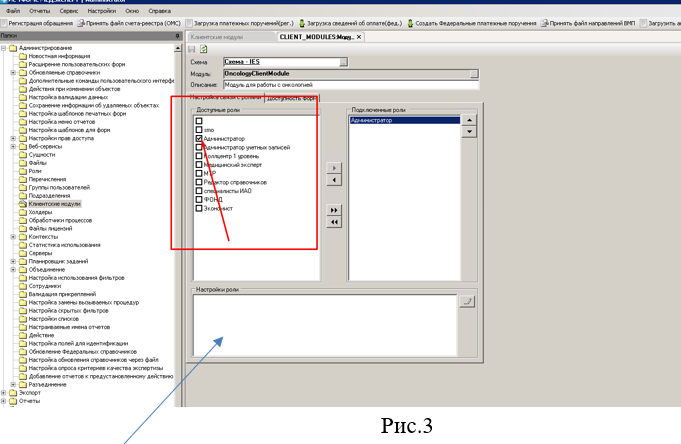 Файл Отчеты Сервис Настройки Окно Справка
Регистрация обращения Принять файл счета-реестра (ОМС) Загрузка платежных поручений(рег.) Загрузка сведений об оплате(фед.) Создать Федеральные платежные поручения Принять файл направлений ВМП Загрузить
Папки
Администрирование
Новостная информация
Расширение пользовательских форм
Обновляемые справочники
Дополнительные команды пользовательского интерфе
Действия при изменении объектов
Настройка валидации данных
Сохранение информации об удаляемых объектах
Настройка шаблонов печатных форм
Настройка меню отчетов
Настройка шаблонов для форм
Настройки прав доступа
Веб-сервисы
Сущности
Файлы
Роли
Перечисления
Группы пользователей
Подразделения
Клиентские модули
Холдеры
Обработчики процессов
Файлы лицензий
Контексты
Статистика использования
Серверы
Планировщик заданий
Объединение
Настройка использования фильтров
Сотрудники
Валидация прикреплений
Настройка замены вызываемых процедур
Настройка скрытых фильтров
Настройки списков
Настраиваемые имена отчетов
Действие
Настройка полей для идентификации
Обновление Федеральных справочников
Настройка обновления справочников через файл
Настройка опроса критериев качества экспертизы
Добавление отчетов к предустановленному действию
Разъединение
Экспорт
Отчеты
Клиентские модули CLIENT_MODULES:Моду... ×
Схема Схема - IES
Модуль: OncologyClientModule
Описание: Модуль для работы с онкологией
Настройка связи с ролями Доступность форм
Доступные роли
smo
Администратор
Администратор учетных записей
Коллцентр 1 уровень
Медицинский эксперт
МТР
Редактор справочников
специалисты ИАО
ФОНД
Экономист
Подключенные роли
Администратор
Настройки роли
Рис.3